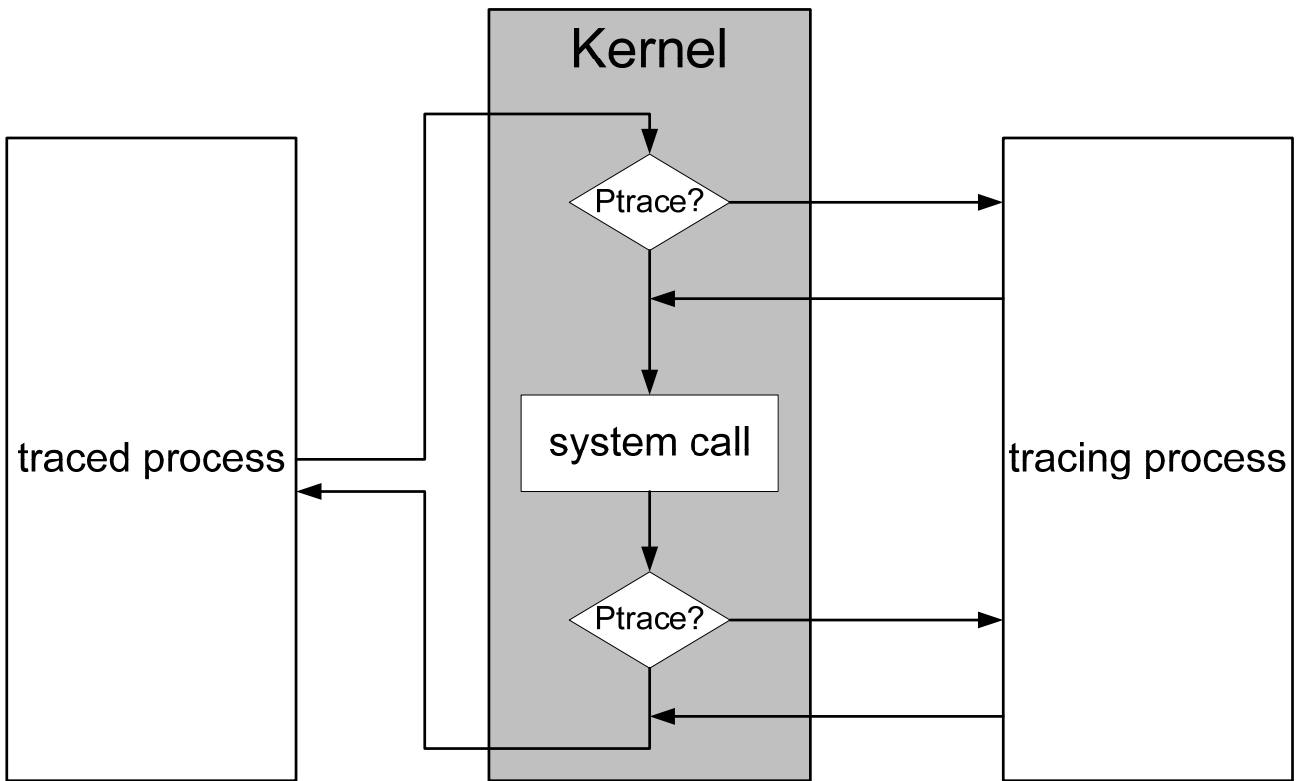 Kernel
Ptrace?
system call
traced process
tracing process
Ptrace?